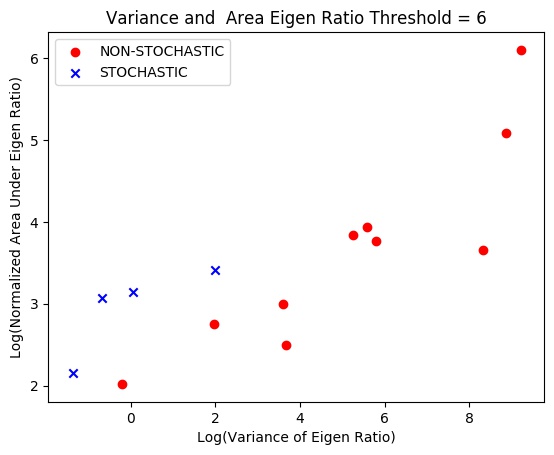 Variance and  Area Eigen Ratio Threshold = 6
NON-STOCHASTIC
STOCHASTIC
Log(Normalized Area Under Eigen Ratio)
6
5
4
3
2
0
2
4
6
8
Log(Variance of Eigen Ratio)